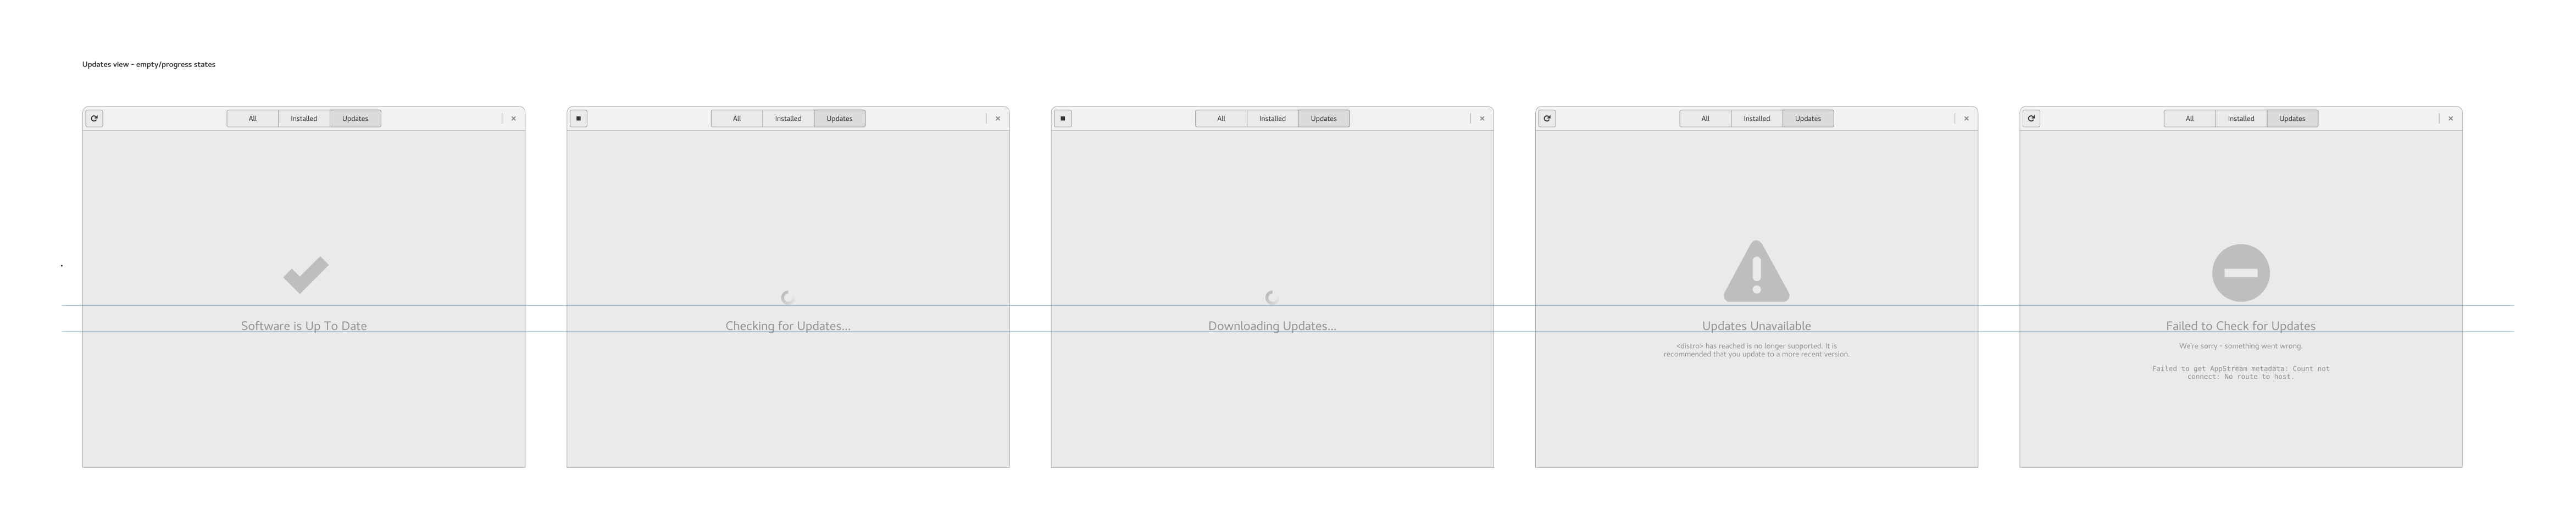 Updates view - empty/progress states
All Installed Updates
Software is Up To Date
All Installed Updates
Checking for Updates...
All Installed Updates
Downloading Updates...
All Installed Updates
Updates Unavailable
<distro> has reached is no longer supported. It is
recommended that you update to a more recent version.
All Installed Updates
Failed to Check for Updates
We're sorry - something went wrong.
Failed to get AppStream metadata: Count not
connect: No route to host.